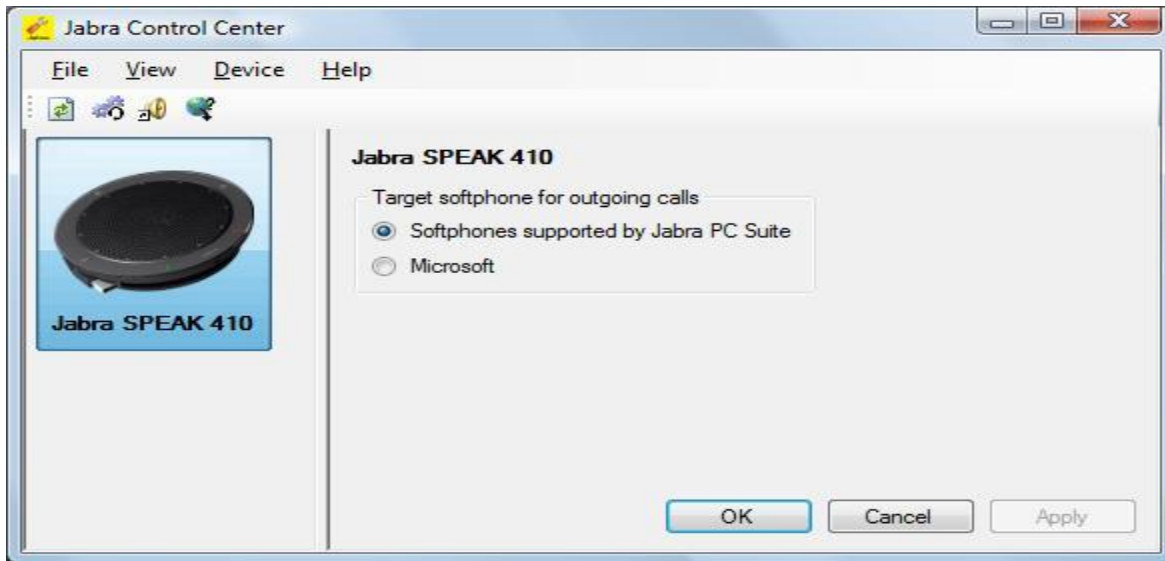 Jabra Control Center
File View Device Help
Jabra SPEAK 410
Jabra SPEAK 410
Target softphone for outgoing calls
Softphones supported by Jabra PC Suite
Microsoft
OK Cancel Apply